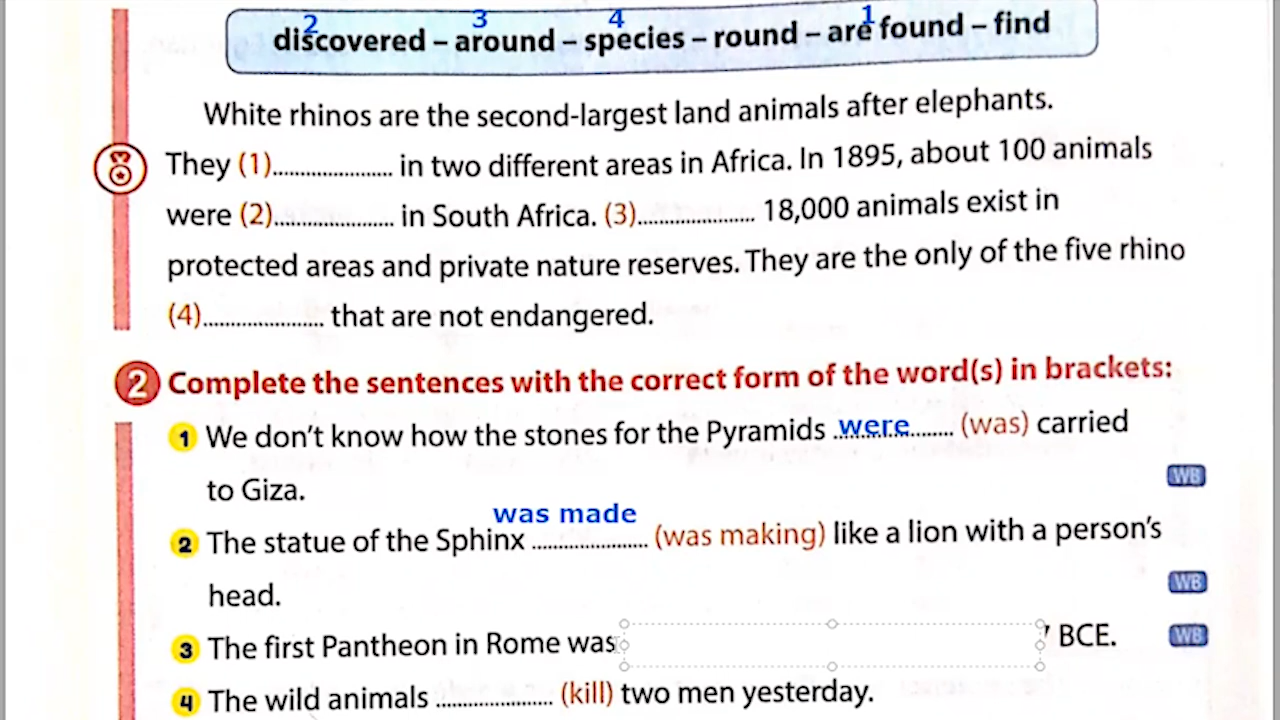 2 3 4 1
discovered – around – species – round – are found – find
White rhinos are the second-largest land animals after elephants.
They (1)...................... in two different areas in Africa. In 1895, about 100 animals
were (2)...................... in South Africa. (3)...................... 18,000 animals exist in
protected areas and private nature reserves. They are the only of the five rhino
(4)...................... that are not endangered.
2 Complete the sentences with the correct form of the word(s) in brackets:
1 We don't know how the stones for the Pyramids ...were... (was) carried
to Giza. WB
was made
2 The statue of the Sphinx ...................... (was making) like a lion with a person's
head. WB
3 The first Pantheon in Rome was BCE. WB
4 The wild animals ...................... (kill) two men yesterday.